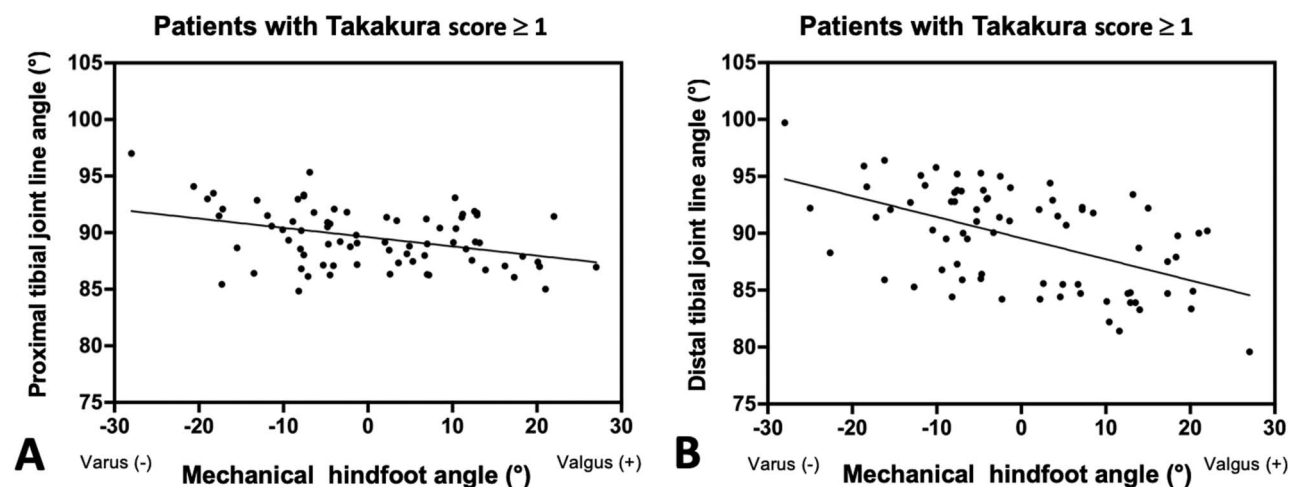 Patients with Takakura score ≥ 1
Proximal tibial joint line angle (°)
105
100
95
90
85
80
75
-30 -20 -10 0 10 20 30
A
Varus (-)
Mechanical hindfoot angle (°)
Valgus (+)
Patients with Takakura score ≥ 1
Distal tibial joint line angle (°)
105
100
95
90
85
80
75
-30 -20 -10 0 10 20 30
B
Varus (-)
Mechanical hindfoot angle (°)
Valgus (+)